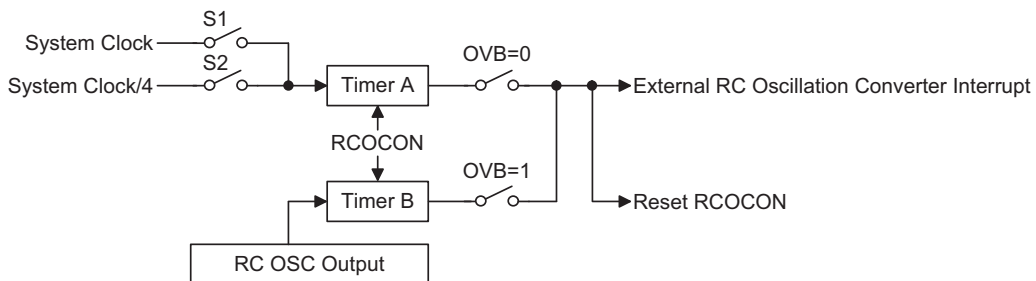 S1
System Clock
OVB=0
S2
System Clock/4
Timer A
External RC Oscillation Converter Interrupt
RCOCON
OVB=1
Timer B
Reset RCOCON
RC OSC Output